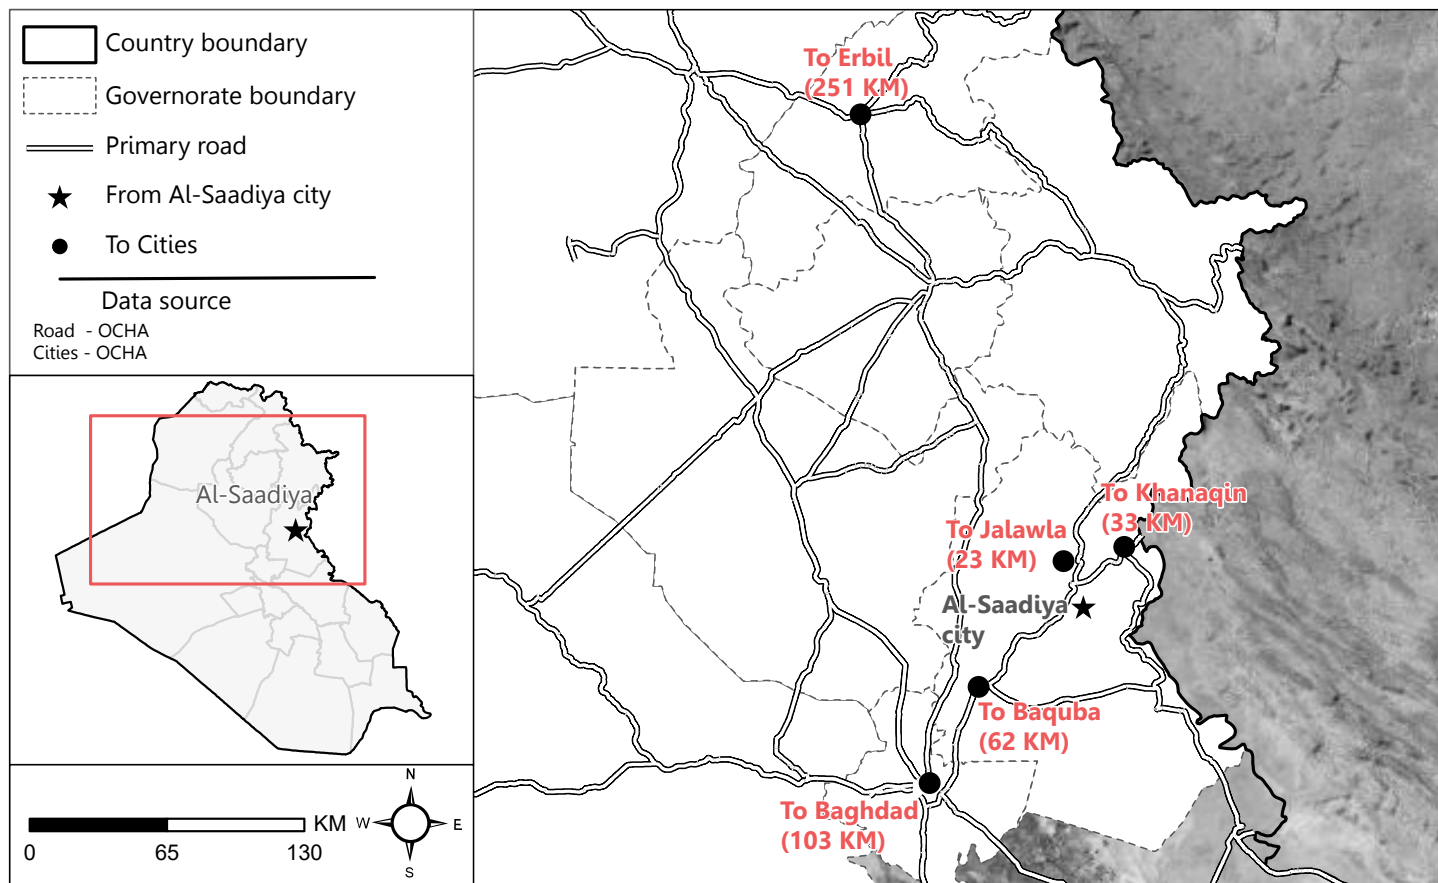 Country boundary
Governorate boundary
Primary road
From Al-Saadiya city
To Cities
Data source
Road - OCHA
Cities - OCHA
Al-Saadiya
N
W
E
S
KM
0
65
130
To Erbil
(251 KM)
To Khanaqin
(33 KM)
To Jalawla
(23 KM)
Al-Saadiya
city
To Baquba
(62 KM)
To Baghdad
(103 KM)